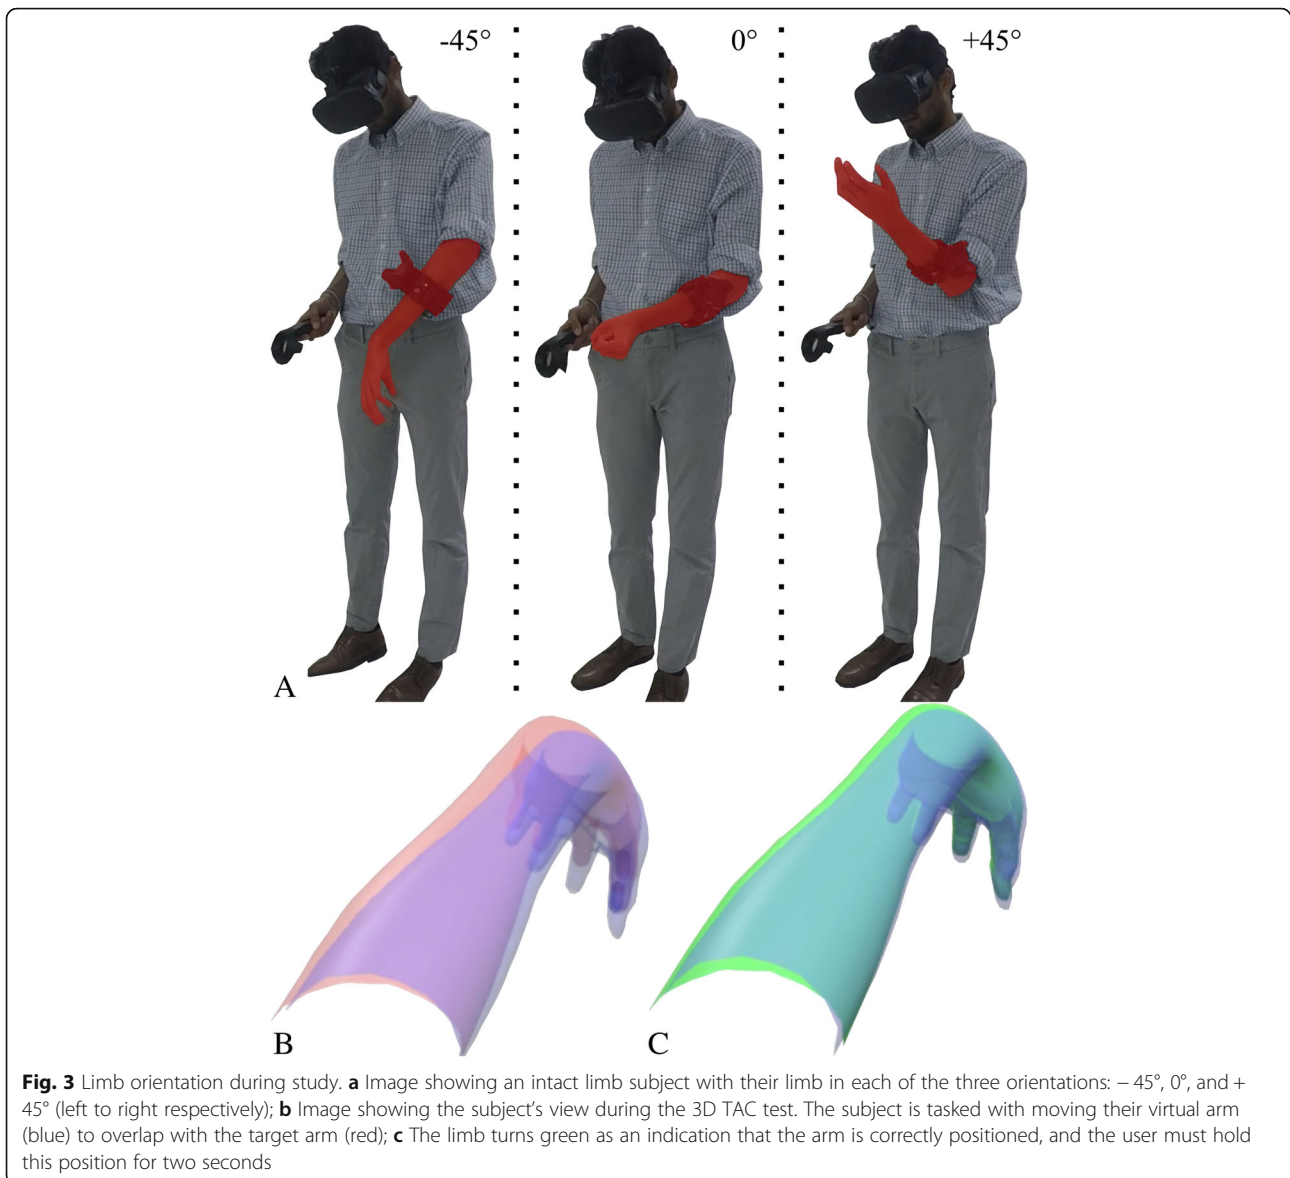 -45°
0°
+45°
A
B
C
Fig. 3 Limb orientation during study. a Image showing an intact limb subject with their limb in each of the three orientations: − 45°, 0°, and +
45° (left to right respectively); b Image showing the subject's view during the 3D TAC test. The subject is tasked with moving their virtual arm
(blue) to overlap with the target arm (red); c The limb turns green as an indication that the arm is correctly positioned, and the user must hold
this position for two seconds